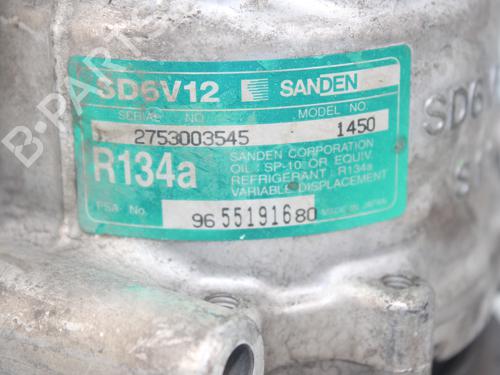 SD6V12 SANDEN
SERIAL NO. MODEL NO.
2753003545 1450
R134a
SANDEN CORPORATION
OIL : SP-10 OR EQUIV.
REFRIGERANT : R134a
VARIABLE DISPLACEMENT
PSA No. 9655191680 MADE IN JAPAN
SD6
B-PARTS